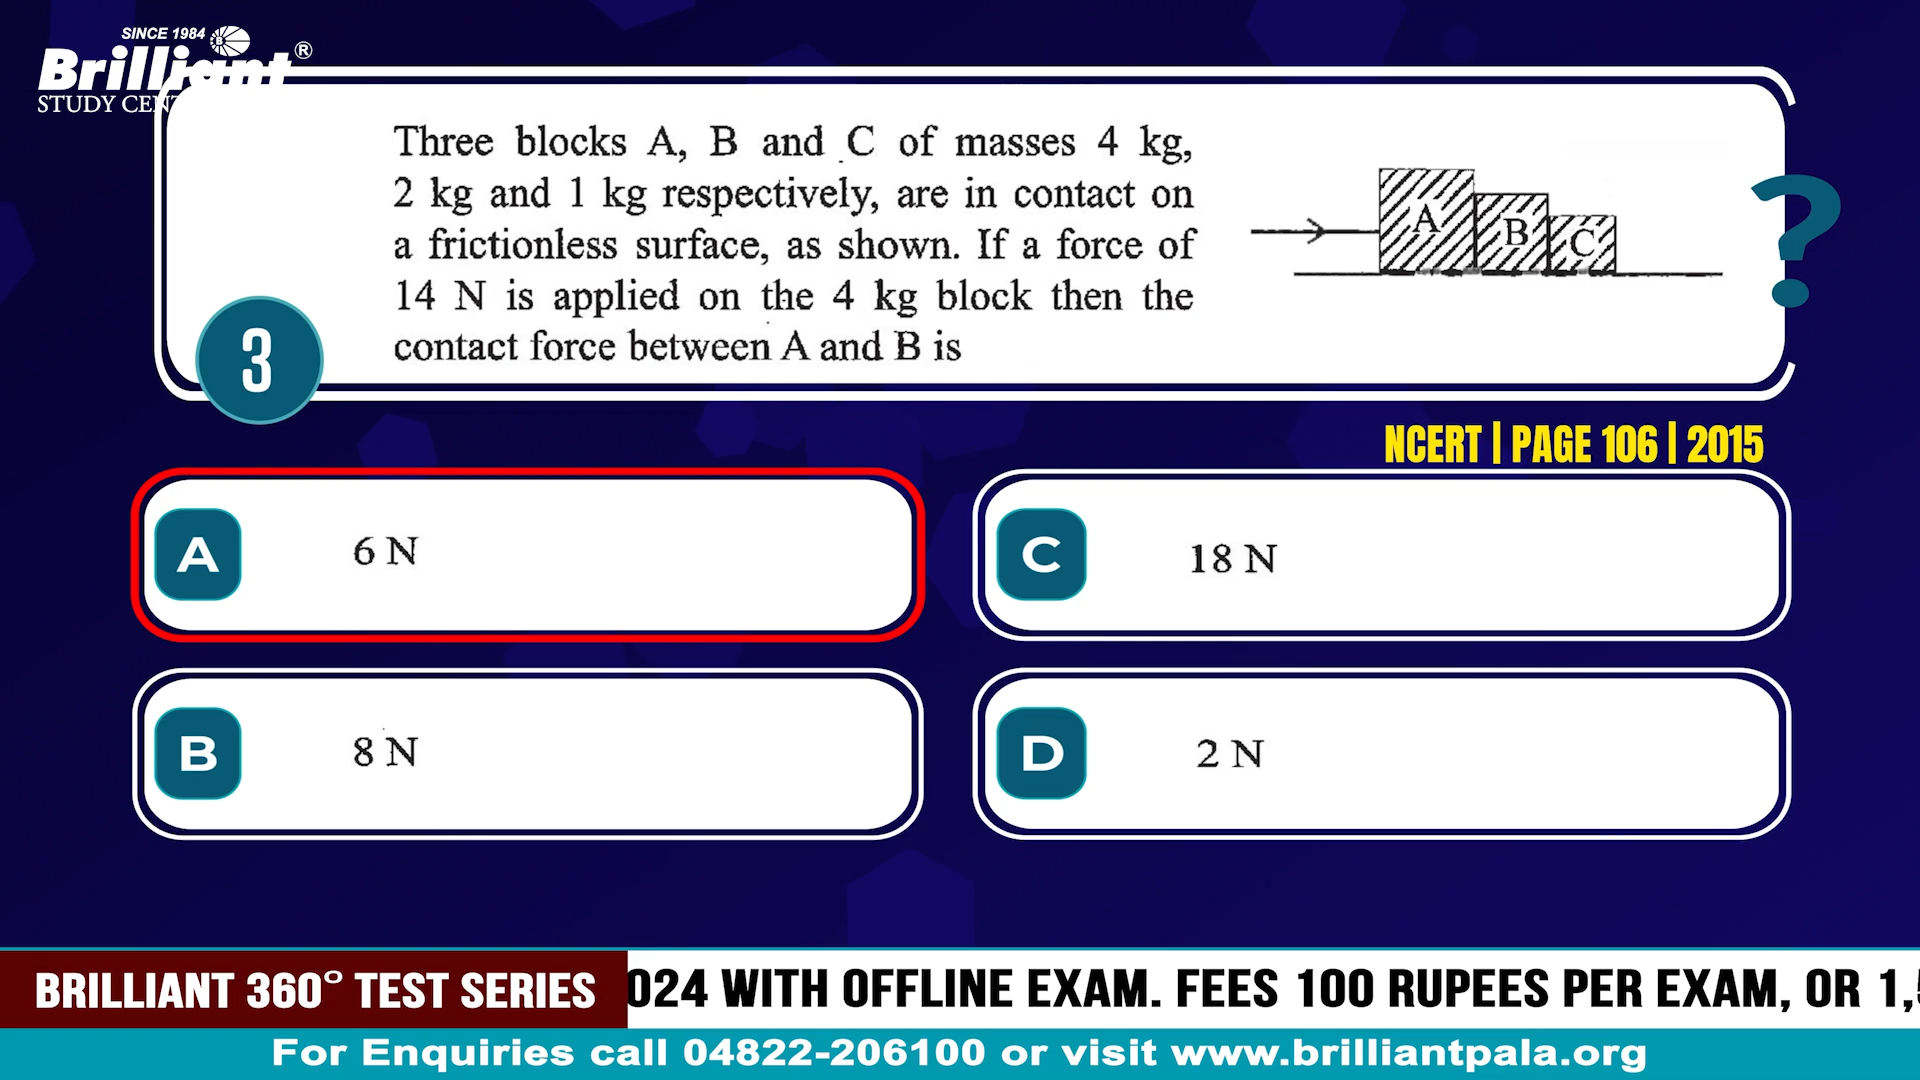 SINCE 1984
Brilliant®
STUDY CEN
Three blocks A, B and C of masses 4 kg,
2 kg and 1 kg respectively, are in contact on
a frictionless surface, as shown. If a force of
14 N is applied on the 4 kg block then the
contact force between A and B is
A
B
C
?
3
NCERT | PAGE 106 | 2015
A
6 N
C
18 N
B
8 N
D
2 N
BRILLIANT 360° TEST SERIES
024 WITH OFFLINE EXAM. FEES 100 RUPEES PER EXAM, OR 1,
For Enquiries call 04822-206100 or visit www.brilliantpala.org